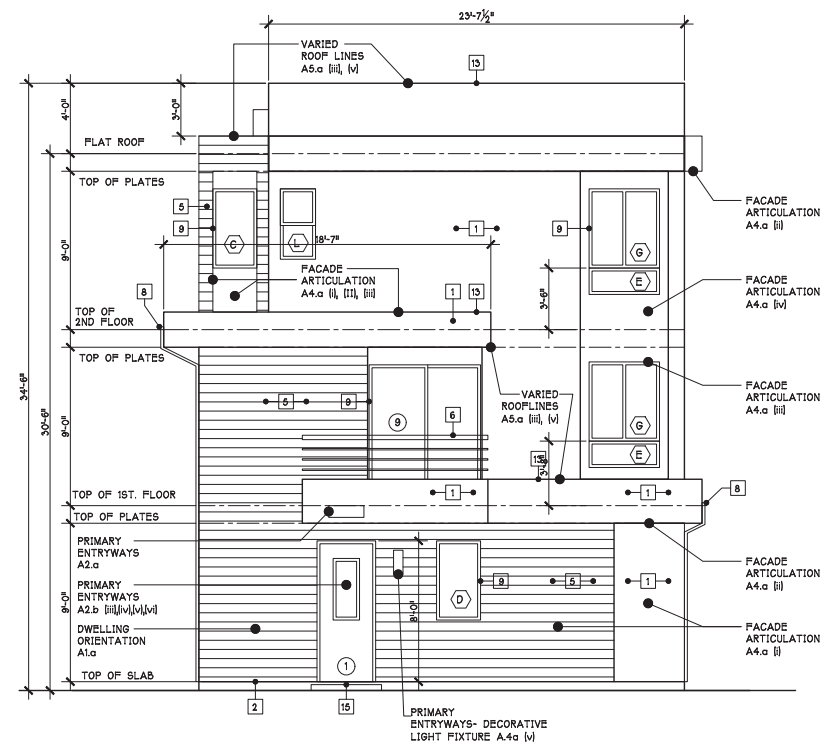 23'-7½"
VARIED
ROOF LINES
A5.a (iii), (v)
13
4'-0"
3'-0"
FLAT ROOF
TOP OF PLATES
5
9
C
L
18'-7"
1
9
G
E
FACADE
ARTICULATION
A4.a (ii)
9'-0"
FACADE
ARTICULATION
A4.a (i), (II), (iii)
8
1
13
3'-6"
FACADE
ARTICULATION
A4.a (iv)
TOP OF
2ND FLOOR
TOP OF PLATES
34'-6"
30'-6"
9'-0"
5
9
9
6
VARIED
ROOFLINES
A5.a (iii), (v)
G
E
FACADE
ARTICULATION
A4.a (iii)
13
3'-6"
TOP OF 1ST. FLOOR
1
1
8
TOP OF PLATES
PRIMARY
ENTRYWAYS
A2.a
FACADE
ARTICULATION
A4.a (ii)
PRIMARY
ENTRYWAYS
A2.b (iii),(iv),(v),(vi)
9'-0"
8'-0"
D
9
5
1
DWELLING
ORIENTATION
A1.a
FACADE
ARTICULATION
A4.a (i)
TOP OF SLAB
1
2
15
PRIMARY
ENTRYWAYS- DECORATIVE
LIGHT FIXTURE A.4a (v)